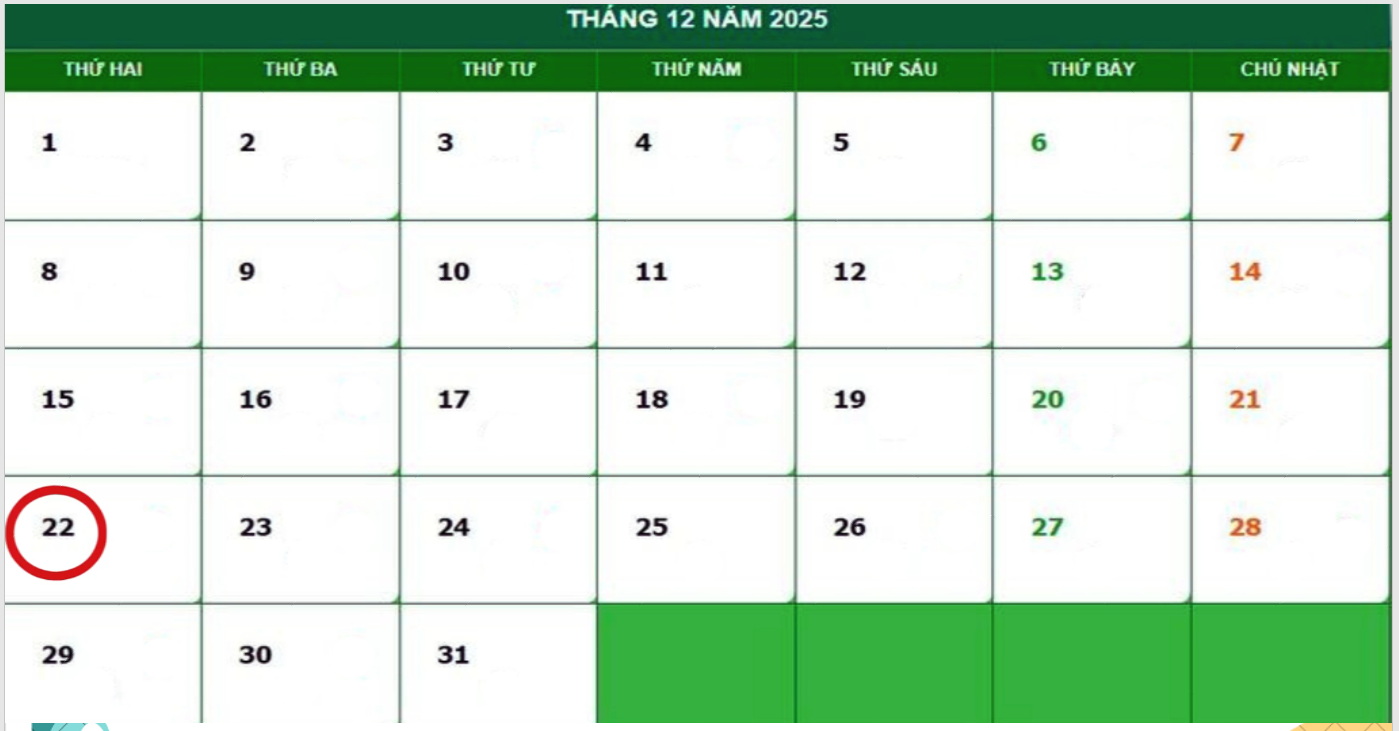 THÁNG 12 NĂM 2025
THỨ HAI THỨ BA THỨ TƯ THỨ NĂM THỨ SÁU THỨ BẢY CHỦ NHẬT
1 2 3 4 5 6 7
8 9 10 11 12 13 14
15 16 17 18 19 20 21
22 23 24 25 26 27 28
29 30 31